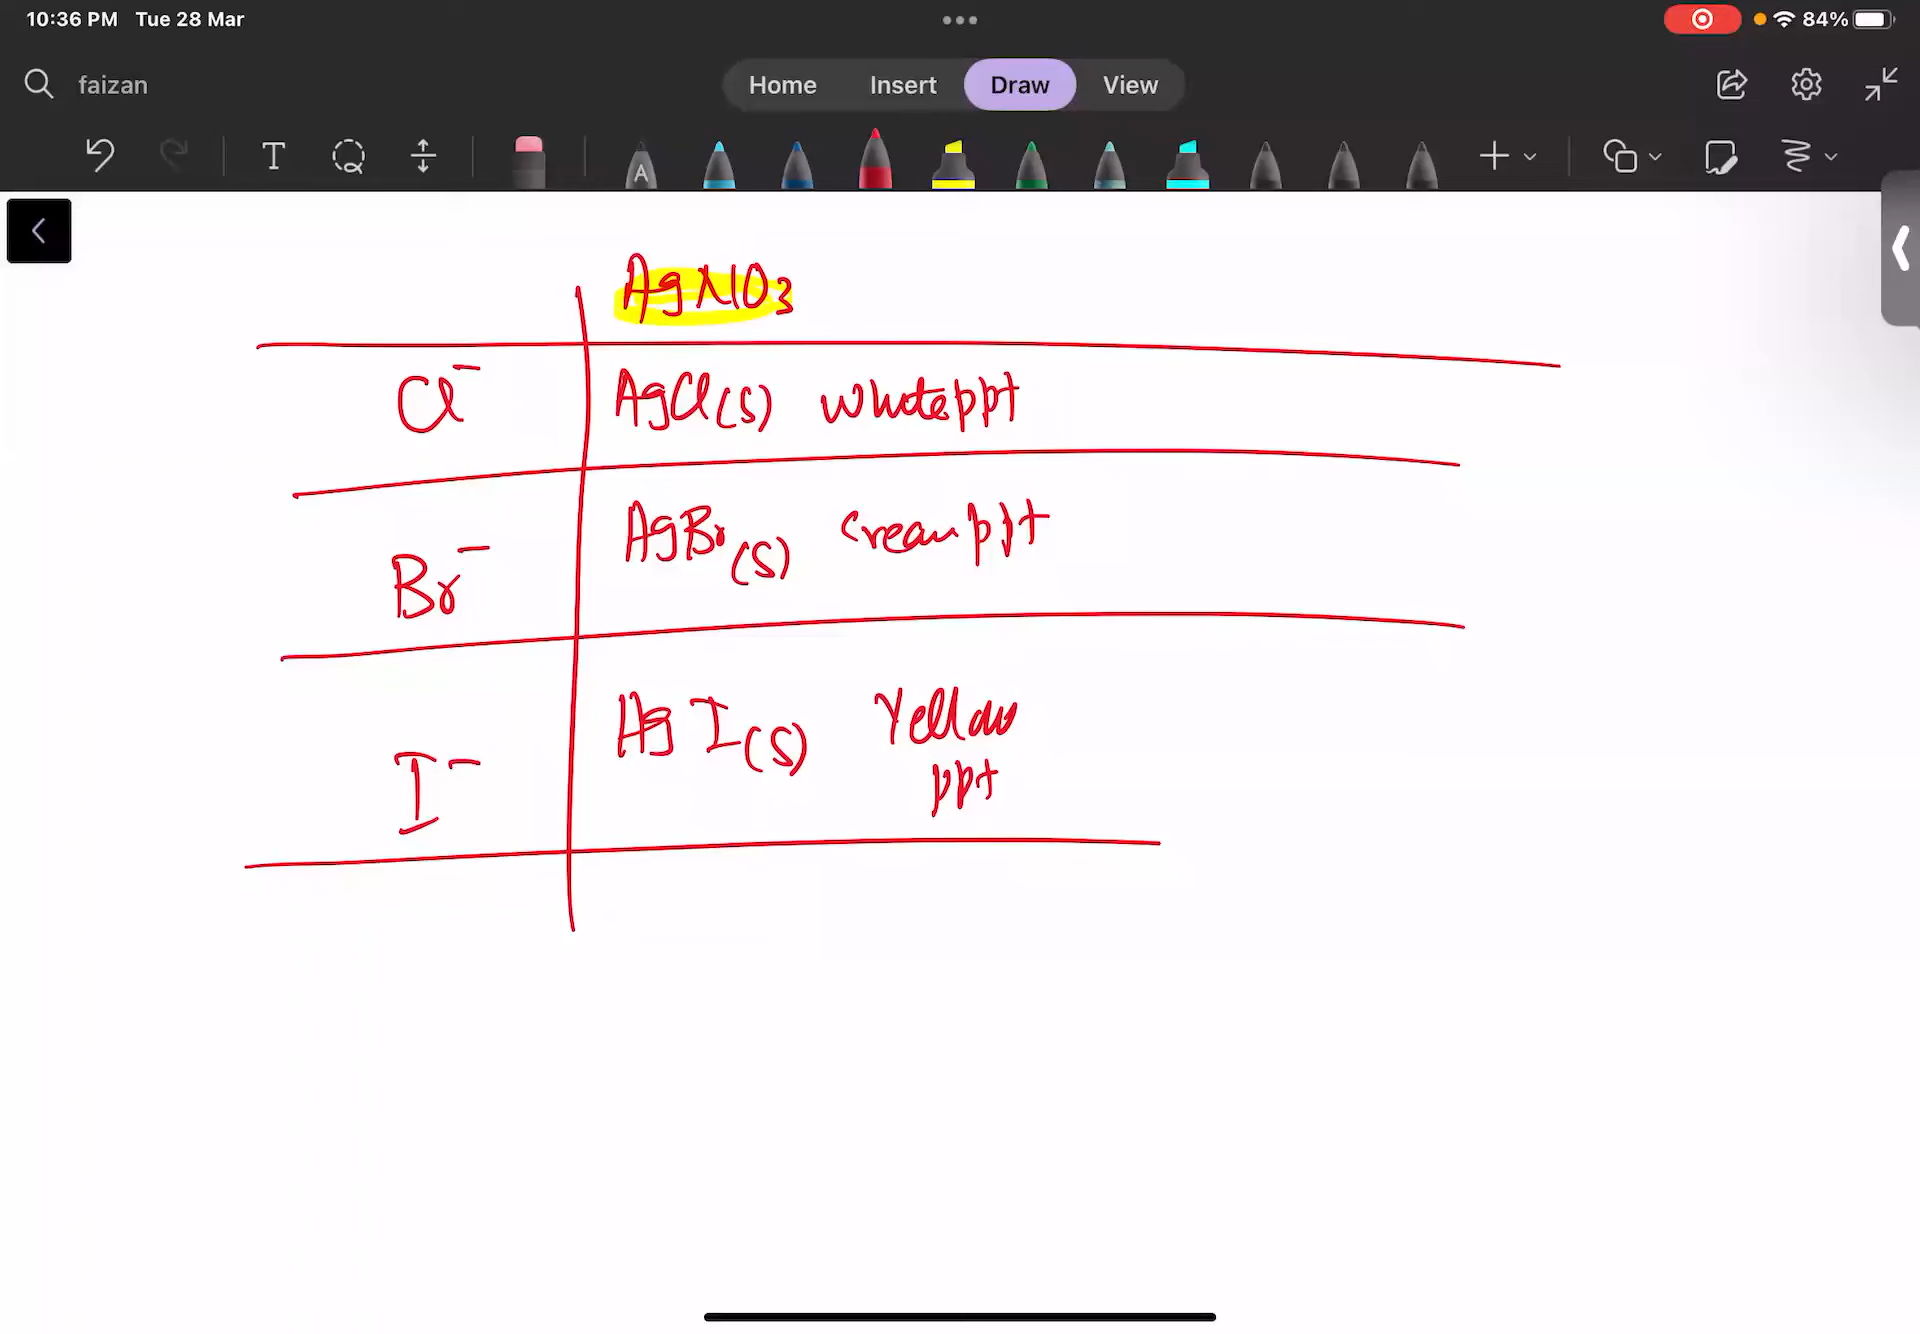 10:36 PM Tue 28 Mar
84%
faizan
Home Insert Draw View
T
A
AgNO3
Cl⁻ AgCl(s) white ppt
Br⁻ AgBr(s) cream ppt
I⁻ AgI(s) Yellow
ppt